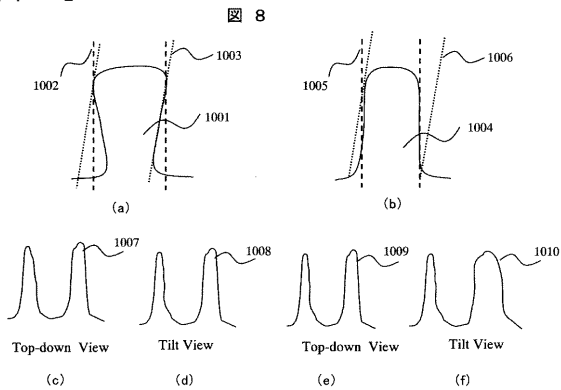 図 8
1002
1003
1001
(a)
1005
1006
1004
(b)
1007
Top-down View
(c)
1008
Tilt View
(d)
1009
Top-down View
(e)
1010
Tilt View
(f)